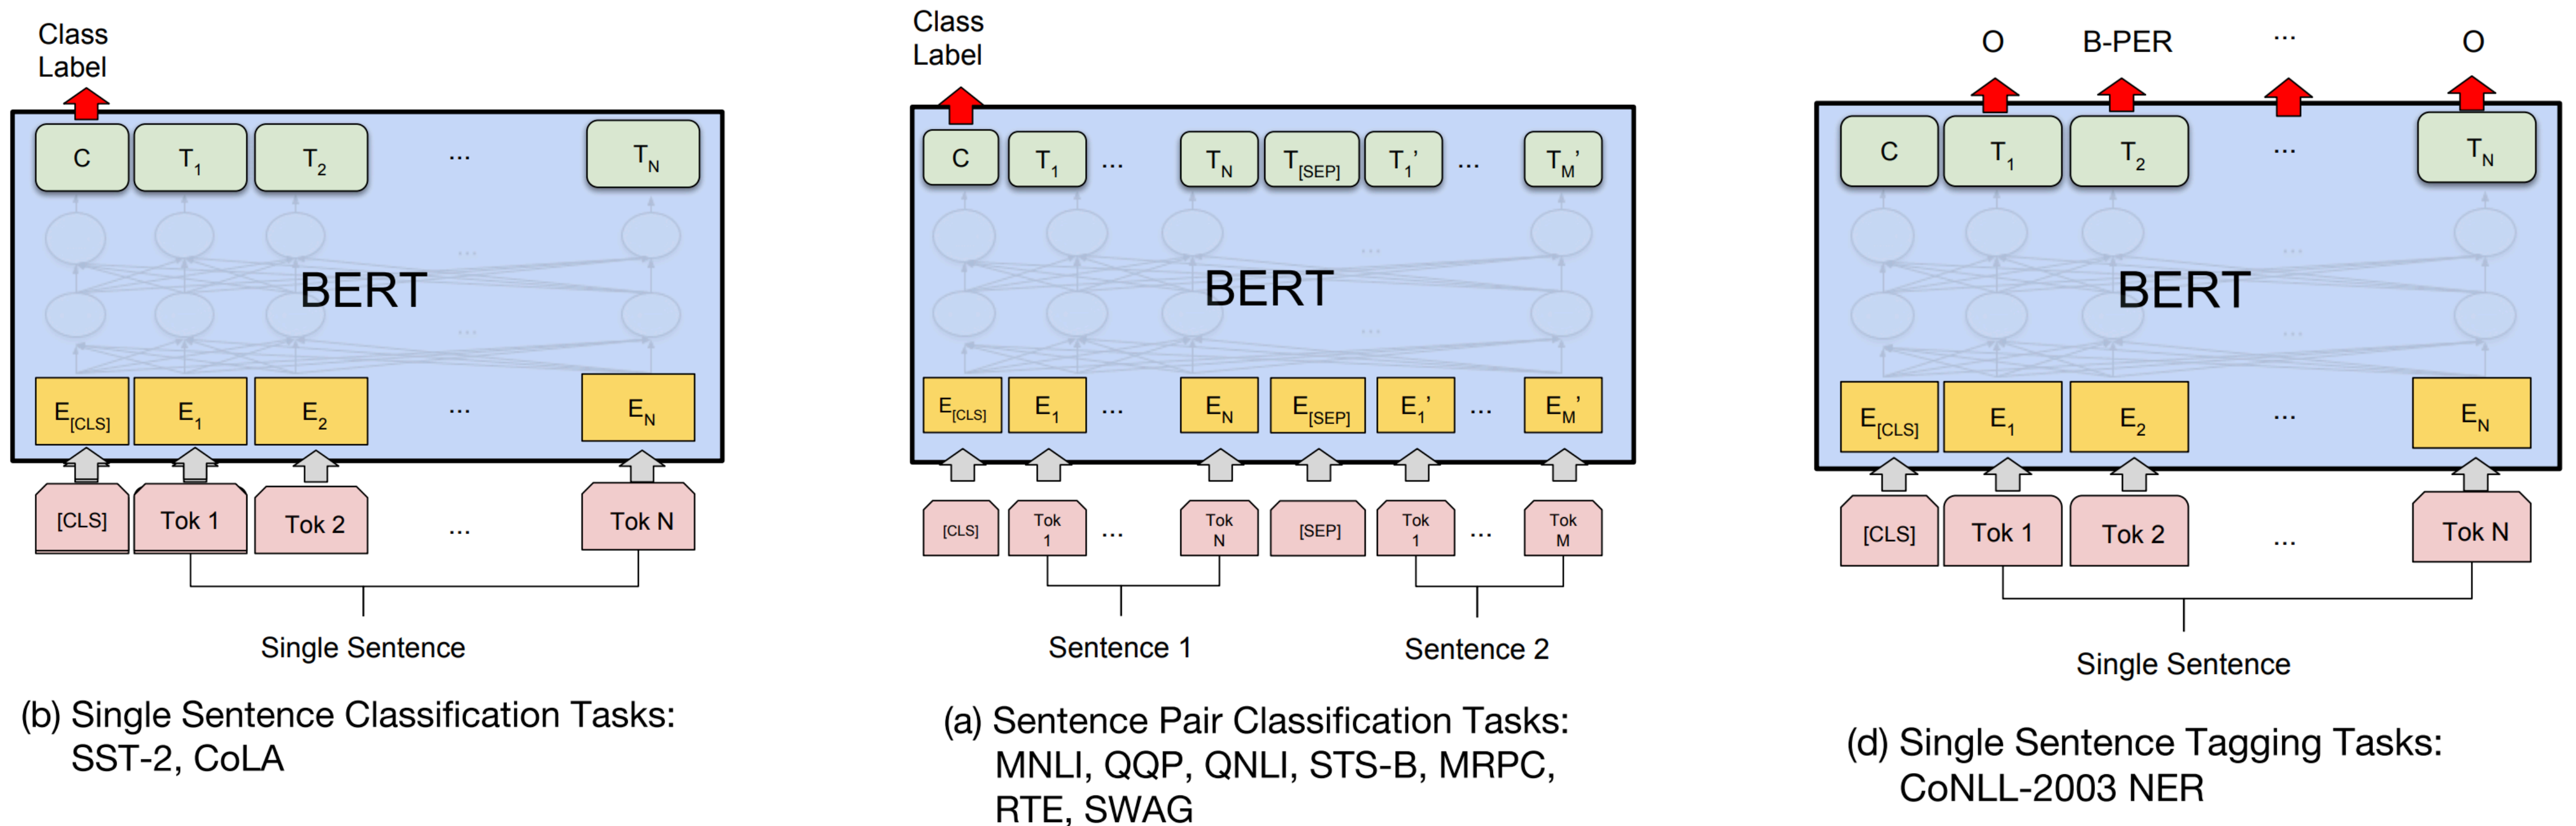 Class
Label
C T1 T2 ... TN
...
BERT
...
E[CLS] E1 E2 ... EN
[CLS] Tok 1 Tok 2 ... Tok N
Single Sentence
(b) Single Sentence Classification Tasks:
SST-2, CoLA
Class
Label
C T1 ... TN T[SEP] T1’ ... TM’
...
BERT
...
E[CLS] E1 ... EN E[SEP] E1’ ... EM’
[CLS] Tok 1 ... Tok N [SEP] Tok 1 ... Tok M
Sentence 1 Sentence 2
(a) Sentence Pair Classification Tasks:
MNLI, QQP, QNLI, STS-B, MRPC,
RTE, SWAG
O B-PER ... O
C T1 T2 ... TN
...
BERT
...
E[CLS] E1 E2 ... EN
[CLS] Tok 1 Tok 2 ... Tok N
Single Sentence
(d) Single Sentence Tagging Tasks:
CoNLL-2003 NER